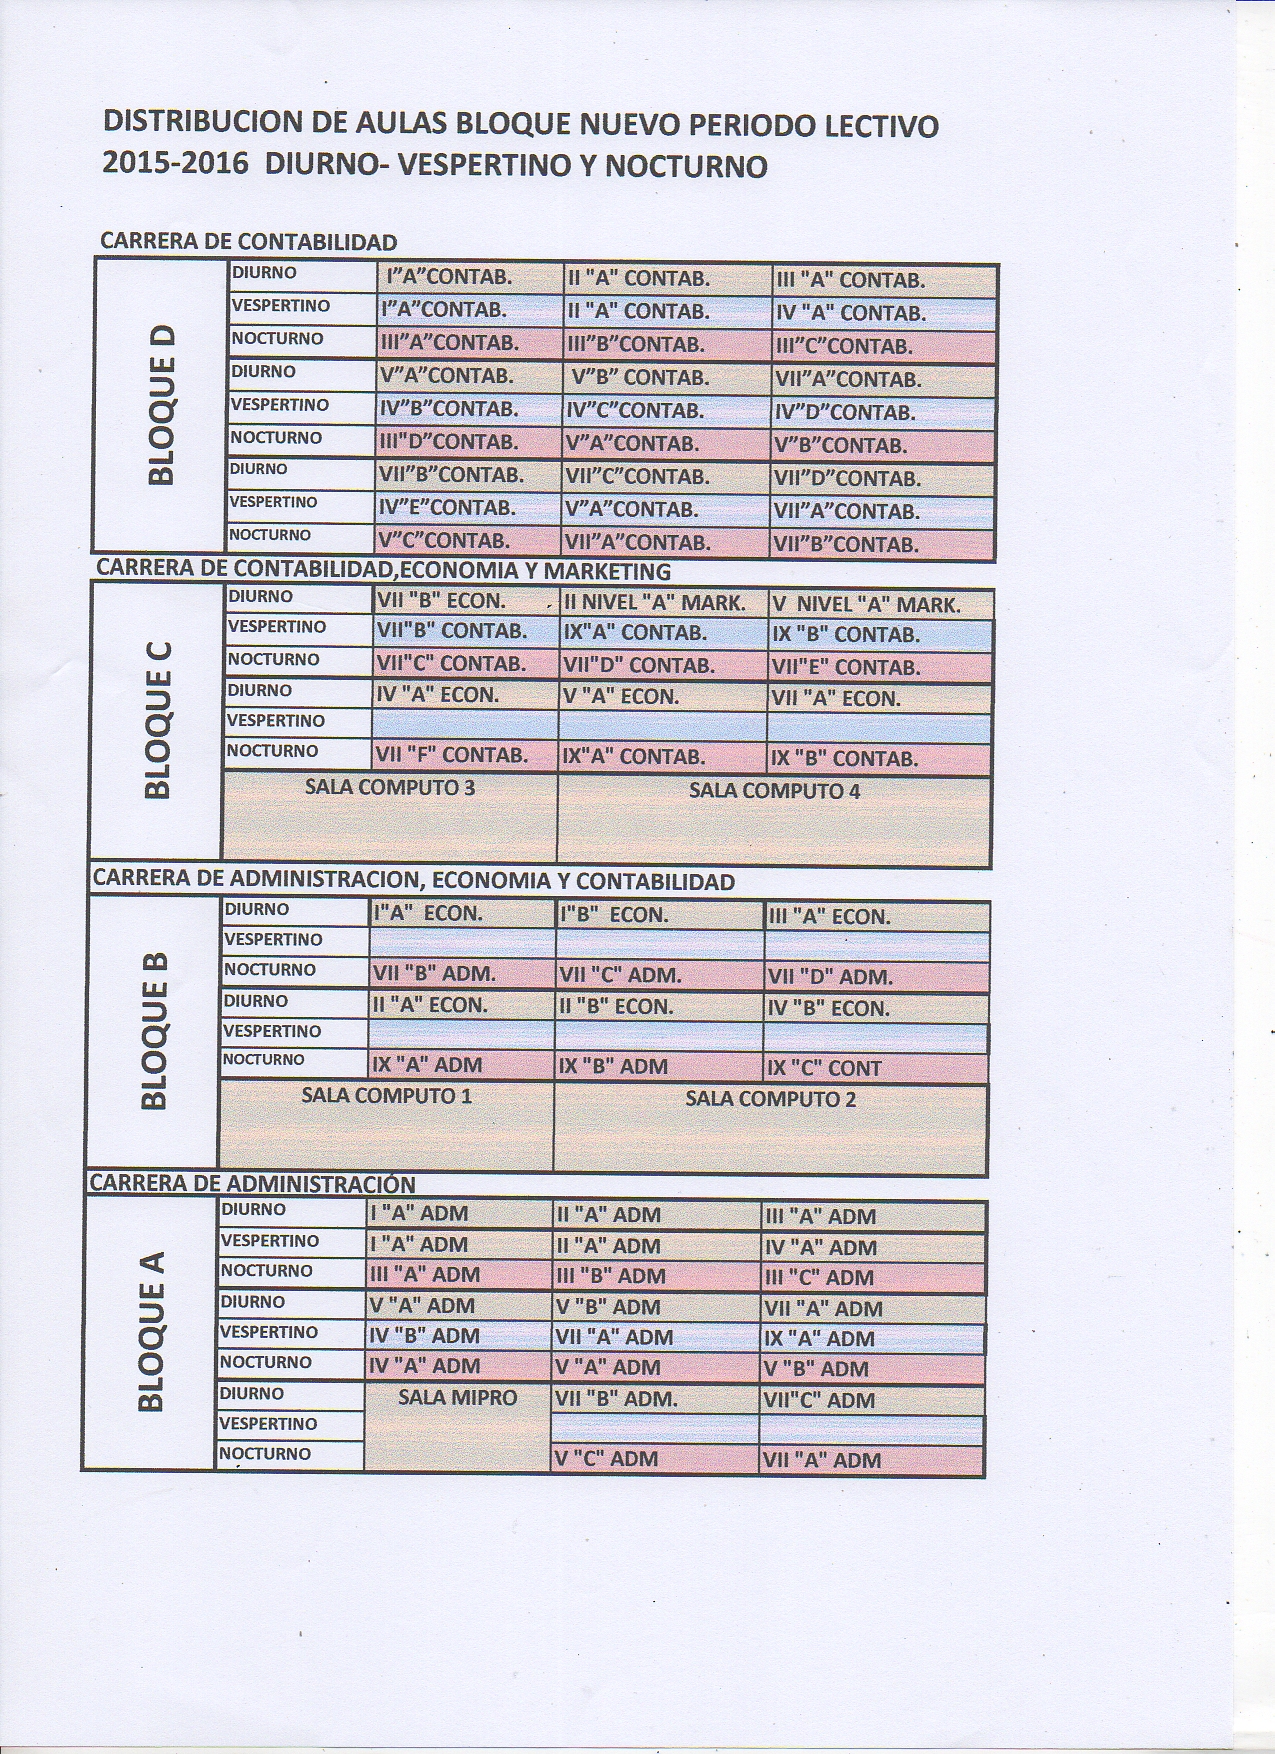 DISTRIBUCION DE AULAS BLOQUE NUEVO PERIODO LECTIVO
2015-2016 DIURNO- VESPERTINO Y NOCTURNO
CARRERA DE CONTABILIDAD
BLOQUE D
DIURNO I”A”CONTAB. II "A" CONTAB. III "A" CONTAB.
VESPERTINO I”A”CONTAB. II "A" CONTAB. IV "A" CONTAB.
NOCTURNO III”A”CONTAB. III”B”CONTAB. III”C”CONTAB.
DIURNO V”A”CONTAB. V”B” CONTAB. VII”A”CONTAB.
VESPERTINO IV”B”CONTAB. IV”C”CONTAB. IV”D”CONTAB.
NOCTURNO III"D”CONTAB. V”A”CONTAB. V”B”CONTAB.
DIURNO VII”B”CONTAB. VII”C”CONTAB. VII”D”CONTAB.
VESPERTINO IV”E”CONTAB. V”A”CONTAB. VII”A”CONTAB.
NOCTURNO V”C”CONTAB. VII”A”CONTAB. VII”B”CONTAB.
CARRERA DE CONTABILIDAD,ECONOMIA Y MARKETING
BLOQUE C
DIURNO VII "B" ECON. II NIVEL "A" MARK. V NIVEL "A" MARK.
VESPERTINO VII"B" CONTAB. IX"A" CONTAB. IX "B" CONTAB.
NOCTURNO VII"C" CONTAB. VII"D" CONTAB. VII"E" CONTAB.
DIURNO IV "A" ECON. V "A" ECON. VII "A" ECON.
VESPERTINO
NOCTURNO VII "F" CONTAB. IX"A" CONTAB. IX "B" CONTAB.
SALA COMPUTO 3 SALA COMPUTO 4
CARRERA DE ADMINISTRACION, ECONOMIA Y CONTABILIDAD
BLOQUE B
DIURNO I"A" ECON. I"B" ECON. III "A" ECON.
VESPERTINO
NOCTURNO VII "B" ADM. VII "C" ADM. VII "D" ADM.
DIURNO II "A" ECON. II "B" ECON. IV "B" ECON.
VESPERTINO
NOCTURNO IX "A" ADM IX "B" ADM IX "C" CONT
SALA COMPUTO 1 SALA COMPUTO 2
CARRERA DE ADMINISTRACIÓN
BLOQUE A
DIURNO I "A" ADM II "A" ADM III "A" ADM
VESPERTINO I "A" ADM II "A" ADM IV "A" ADM
NOCTURNO III "A" ADM III "B" ADM III "C" ADM
DIURNO V "A" ADM V "B" ADM VII "A" ADM
VESPERTINO IV "B" ADM VII "A" ADM IX "A" ADM
NOCTURNO IV "A" ADM V "A" ADM V "B" ADM
DIURNO SALA MIPRO VII "B" ADM. VII"C" ADM
VESPERTINO
NOCTURNO V "C" ADM VII "A" ADM